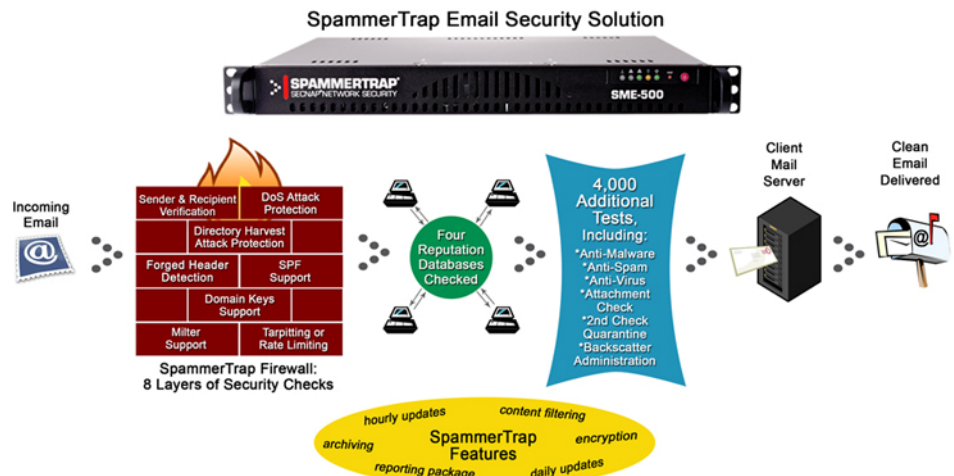 SpammerTrap Email Security Solution
SPAMMERTRAP®
SECNAP® NETWORK SECURITY
SME-500
Incoming
Email
@
Sender & Recipient
Verification
DoS Attack
Protection
Directory Harvest
Attack Protection
Forged Header
Detection
SPF
Support
Domain Keys
Support
Milter
Support
Tarpitting or
Rate Limiting
SpammerTrap Firewall:
8 Layers of Security Checks
Four
Reputation
Databases
Checked
4,000
Additional
Tests,
Including:
*Anti-Malware
*Anti-Spam
*Anti-Virus
*Attachment
Check
*2nd Check
Quarantine
*Backscatter
Administration
Client
Mail
Server
Clean
Email
Delivered
@
hourly updates
content filtering
archiving
SpammerTrap
Features
encryption
reporting package
daily updates